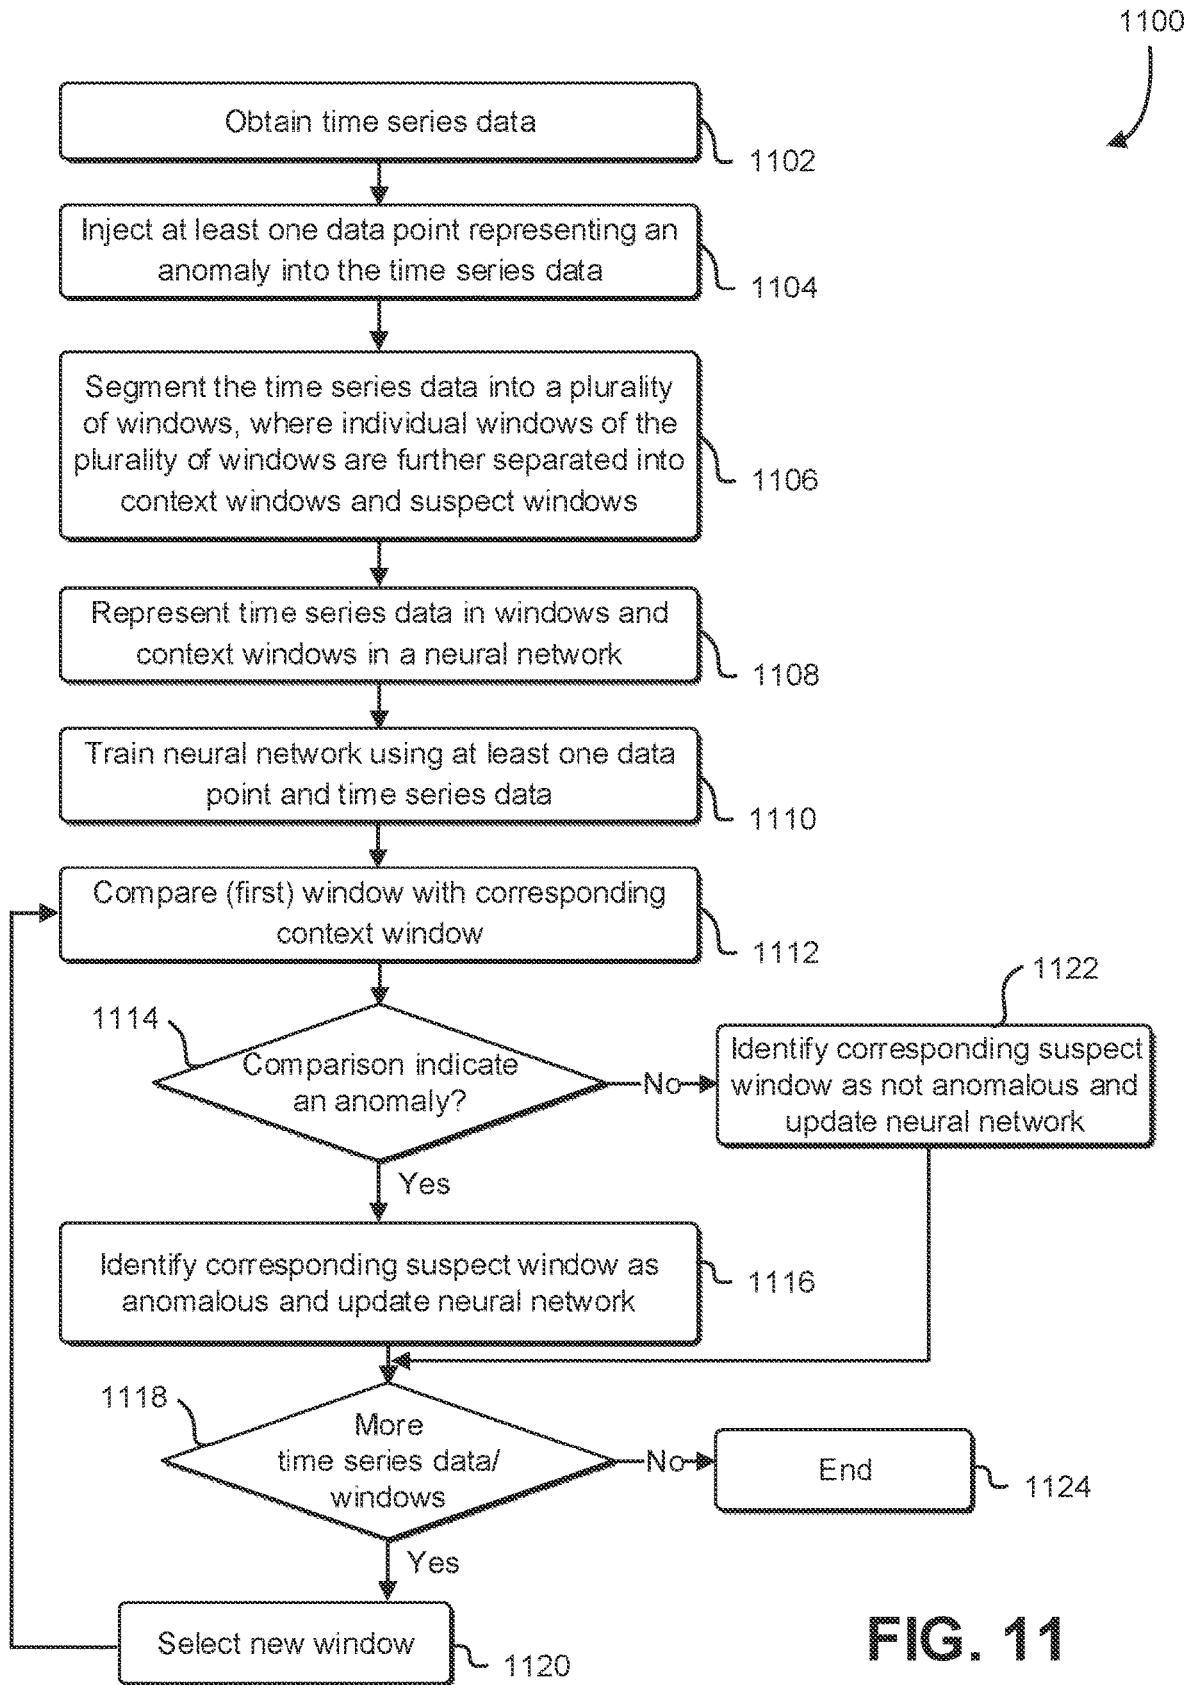 1100
Obtain time series data
1102
Inject at least one data point representing an
anomaly into the time series data
1104
Segment the time series data into a plurality
of windows, where individual windows of the
plurality of windows are further separated into
context windows and suspect windows
1106
Represent time series data in windows and
context windows in a neural network
1108
Train neural network using at least one data
point and time series data
1110
Compare (first) window with corresponding
context window
1112
1114
Comparison indicate
an anomaly?
No
1122
Identify corresponding suspect
window as not anomalous and
update neural network
Yes
Identify corresponding suspect window as
anomalous and update neural network
1116
1118
More
time series data/
windows
No
End
1124
Yes
Select new window
1120
FIG. 11